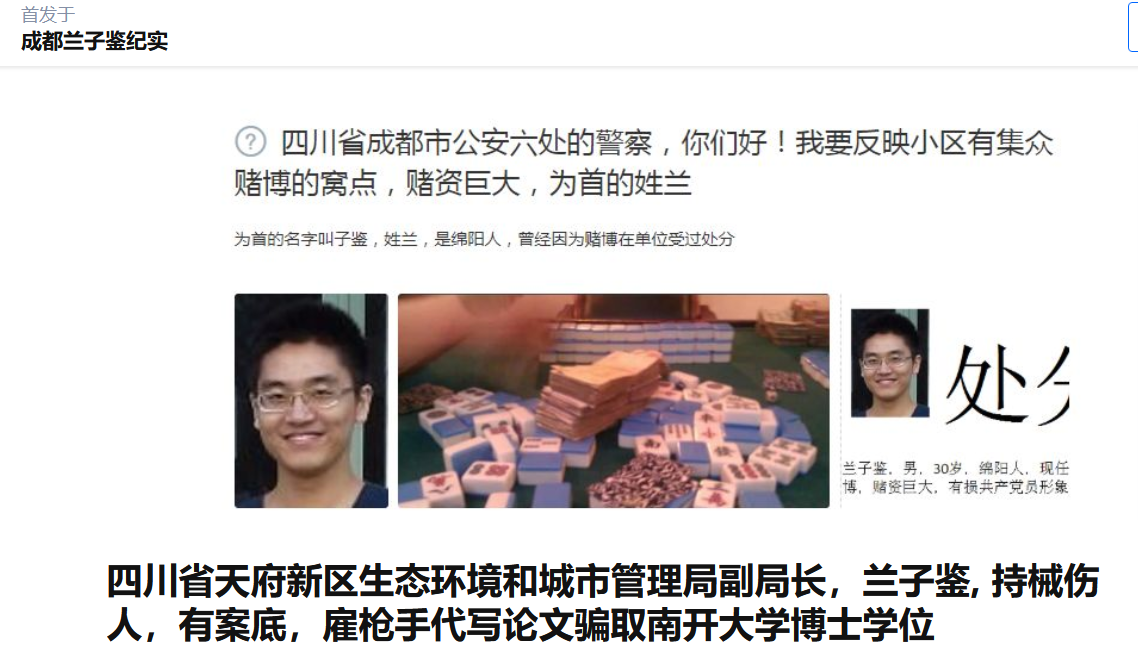 首发于
成都兰子鉴纪实
四川省成都市公安六处的警察，你们好！我要反映小区有集众
赌博的窝点，赌资巨大，为首的姓兰
为首的名字叫子鉴，姓兰，是绵阳人，曾经因为赌博在单位受过处分
处分
兰子鉴，男，30岁，绵阳人，现任
博，赌资巨大，有损共产党员形象
四川省天府新区生态环境和城市管理局副局长，兰子鉴, 持械伤
人，有案底，雇枪手代写论文骗取南开大学博士学位